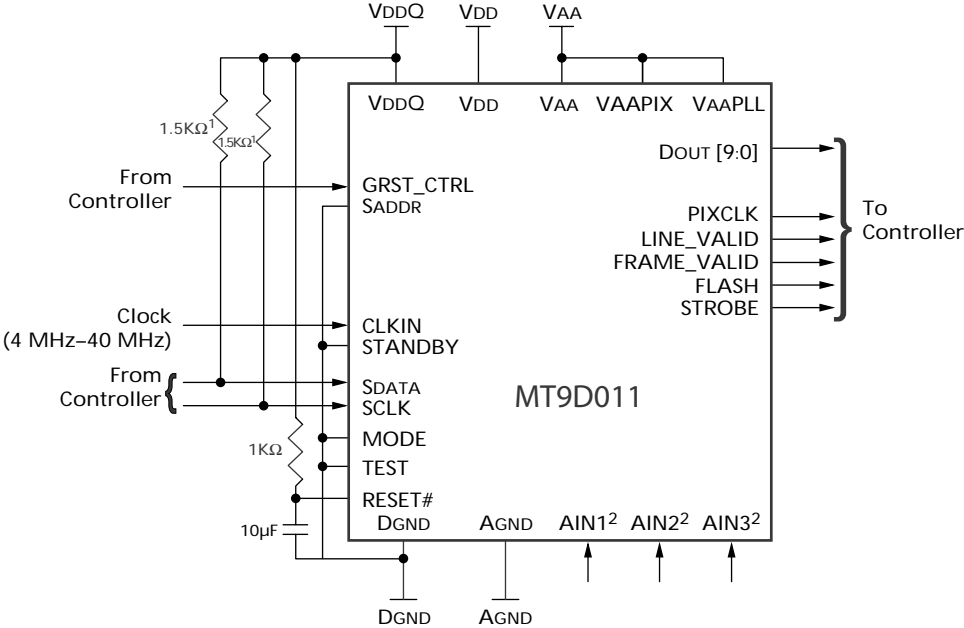 VDDQ VDD VAA
VDDQ VDD VAA VAAPIX VAAPLL
1.5KΩ¹
1.5KΩ¹
DOUT [9:0]
From
Controller
GRST_CTRL
SADDR
PIXCLK
LINE_VALID
FRAME_VALID
FLASH
STROBE
To
Controller
Clock
(4 MHz–40 MHz)
CLKIN
STANDBY
From
Controller
SDATA
SCLK
MT9D011
MODE
1KΩ
TEST
RESET#
10µF
DGND AGND AIN1² AIN2² AIN3²
DGND AGND